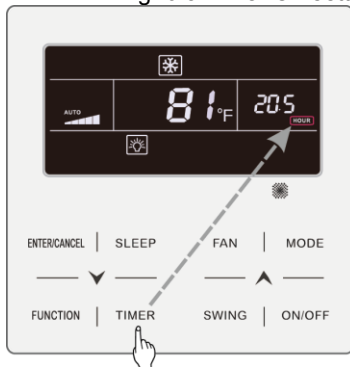 AUTO
81°F
20.5
HOUR
ENTER/CANCEL SLEEP FAN MODE
FUNCTION TIMER SWING ON/OFF